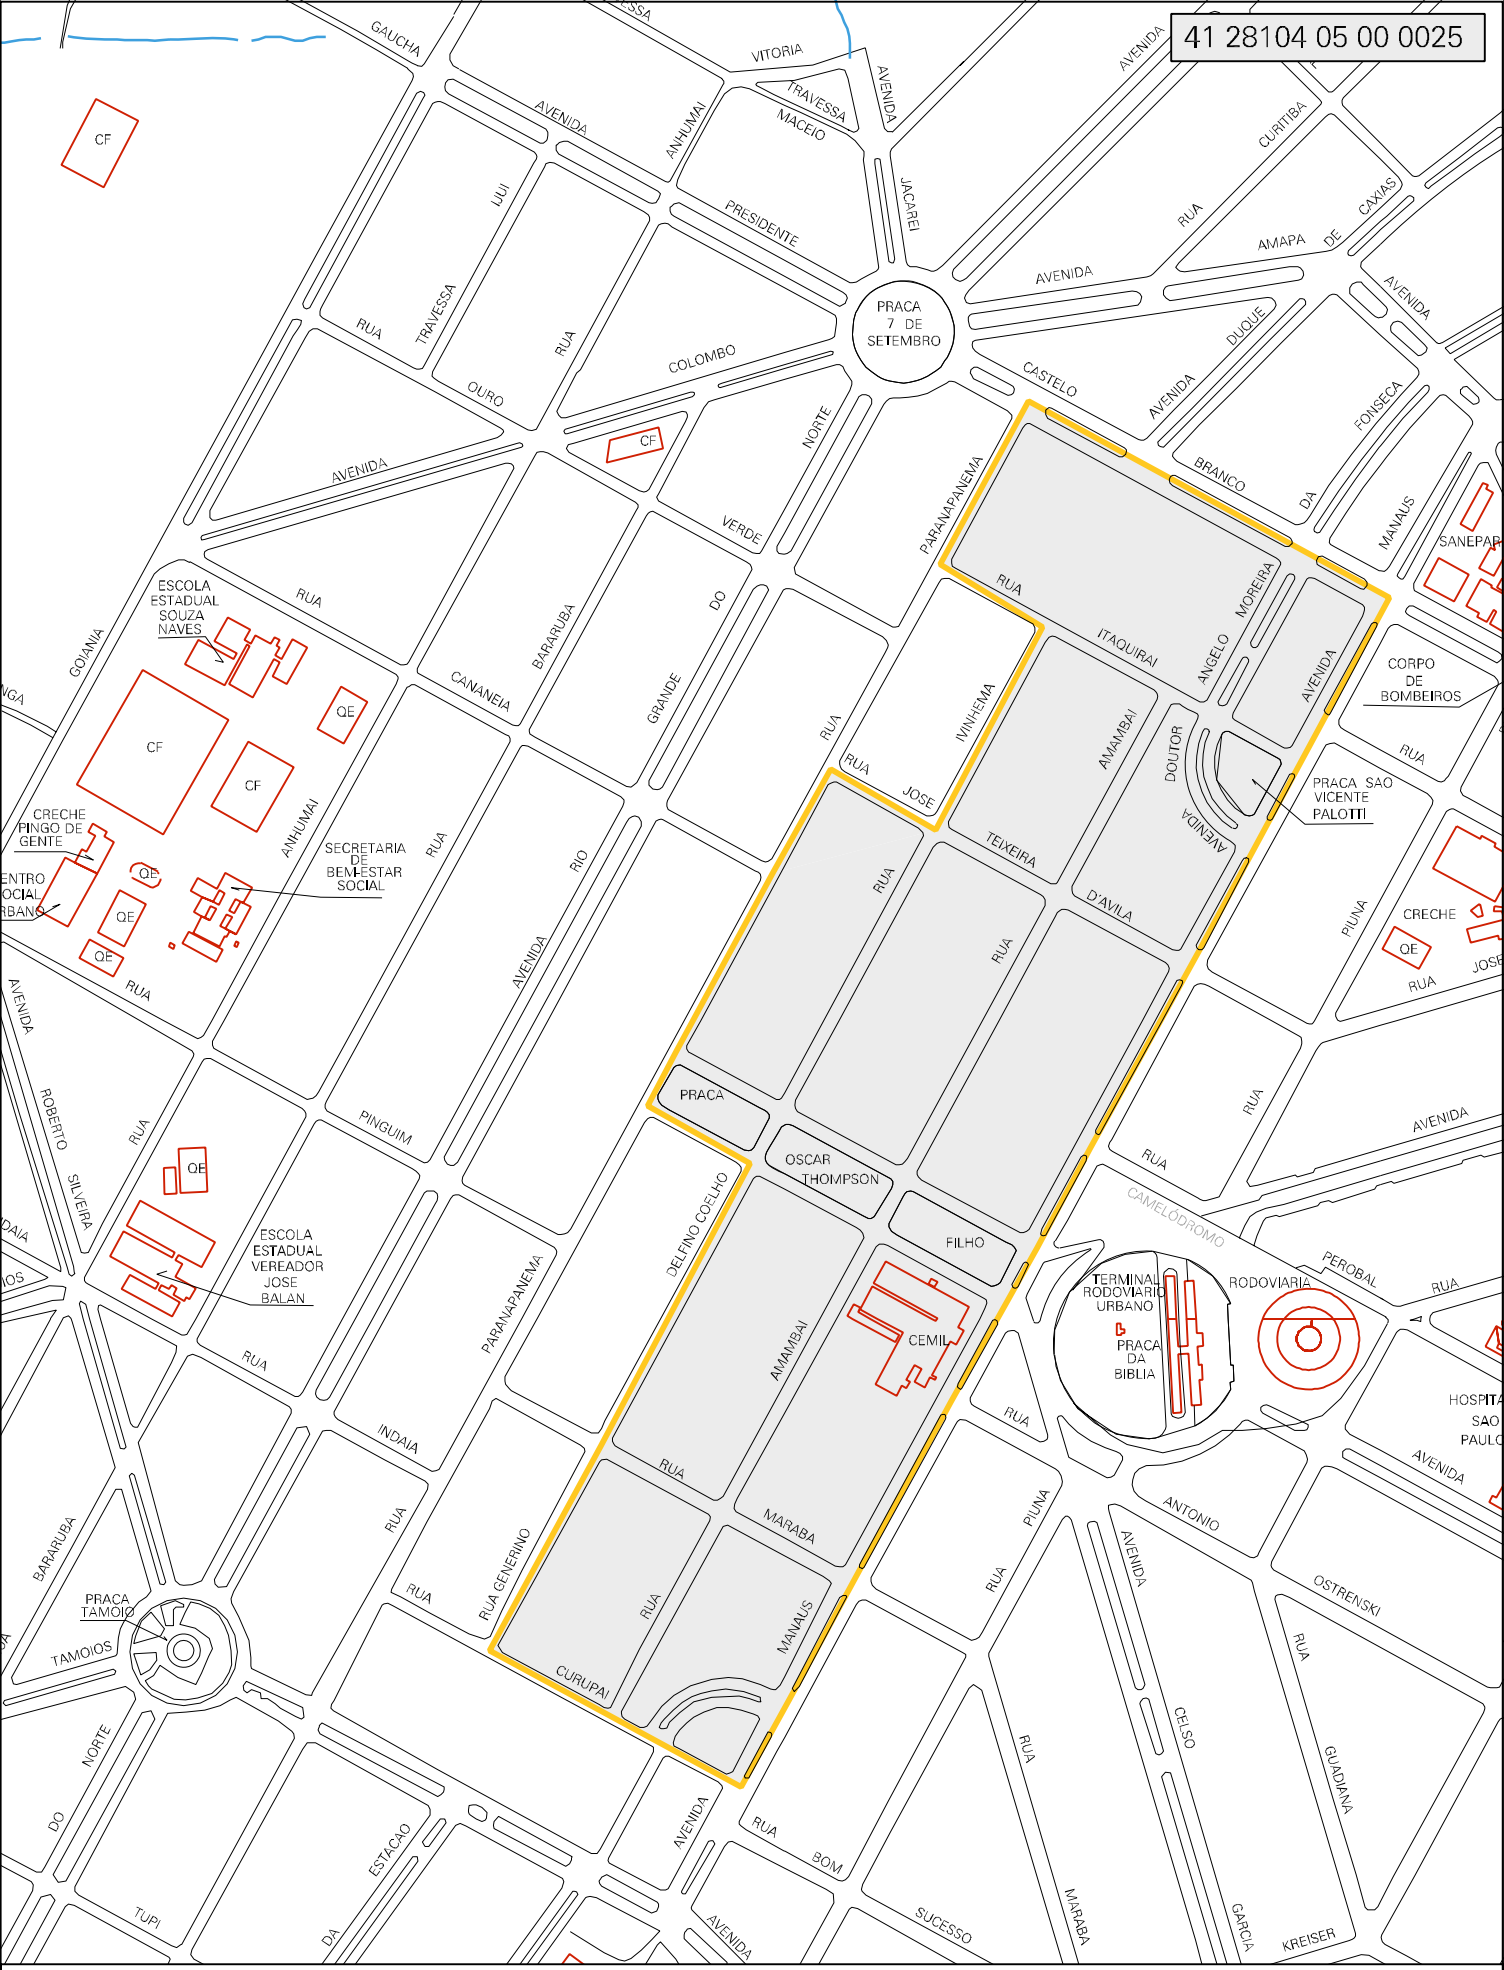 41 28104 05 00 0025
GAUCHA
VITORIA
AVENIDA
AVENIDA
TRAVESSA
MACEIO
AVENIDA
ANHUMAI
CURITIBA
CF
IJUI
JACAREI
RUA
CAXIAS
DE
AMAPA
PRESIDENTE
AVENIDA
AVENIDA
PRACA
7 DE
SETEMBRO
TRAVESSA
RUA
RUA
COLOMBO
DUQUE
CASTELO
AVENIDA
FONSECA
OURO
CF
NORTE
AVENIDA
BRANCO
DA
PARANAPANEMA
VERDE
MANAUS
SANEPAR
ESCOLA
ESTADUAL
SOUZA
NAVES
RUA
RUA
ITAQUIRAI
MOREIRA
ANGELO
DO
BARARUBA
GOIANIA
CANANEIA
GRANDE
IVINHEMA
AMAMBAI
AVENIDA
CORPO
DE
BOMBEIROS
QE
CF
CF
RUA
RUA
JOSE
DOUTOR
AVENIDA
RUA
PRACA SAO
VICENTE
PALOTTI
CRECHE
PINGO DE
GENTE
ANHUMAI
RUA
SECRETARIA
DE
BEM-ESTAR
SOCIAL
RIO
TEIXEIRA
D'AVILA
RUA
QE
QE
QE
RUA
AVENIDA
RUA
PIUNA
CRECHE
QE
RUA
JOSE
AVENIDA
ROBERTO
SILVEIRA
RUA
PINGUIM
PRACA
OSCAR
THOMPSON
FILHO
RUA
AVENIDA
RUA
CAMELÓDROMO
QE
DELFINO COELHO
ESCOLA
ESTADUAL
VEREADOR
JOSE
BALAN
PARANAPANEMA
TERMINAL
RODOVIARIO
URBANO
PRACA
DA
BIBLIA
RODOVIARIA
PEROBAL
RUA
CEMIL
AMAMBAI
RUA
INDAIA
RUA
RUA
MARABA
HOSPITA
SAO
PAULO
AVENIDA
ANTONIO
PIUNA
RUA
AVENIDA
OSTRENSKI
BARARUBA
RUA
RUA GENERINO
RUA
MANAUS
CURUPAI
PRACA
TAMOIO
TAMOIOS
RUA
NORTE
DO
RUA
CELSO
GUADIANA
AVENIDA
ESTACAO
DA
TUPI
RUA
BOM
SUCESSO
AVENIDA
MARABA
GARCIA
KREISER